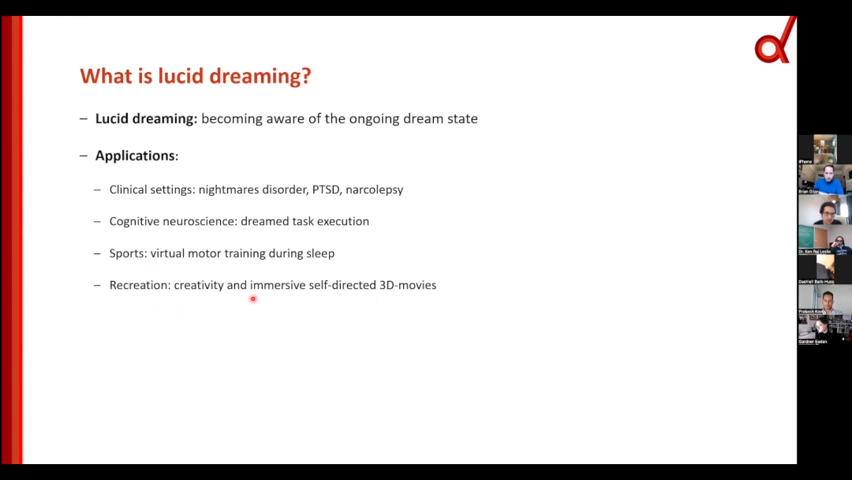 What is lucid dreaming?
– Lucid dreaming: becoming aware of the ongoing dream state
– Applications:
– Clinical settings: nightmares disorder, PTSD, narcolepsy
– Cognitive neuroscience: dreamed task execution
– Sports: virtual motor training during sleep
– Recreation: creativity and immersive self-directed 3D-movies
iPhone